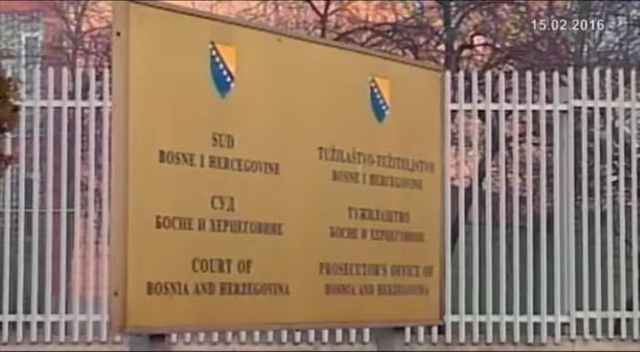 15.02.2016
SUD
BOSNE I HERCEGOVINE
СУД
БОСНЕ И ХЕРЦЕГОВИНЕ
COURT OF
BOSNIA AND HERZEGOVINA
TUŽILAŠTVO-TUŽITELJSTVO
BOSNE I HERCEGOVINE
ТУЖИЛАШТВО
БОСНЕ И ХЕРЦЕГОВИНЕ
PROSECUTOR'S OFFICE OF
BOSNIA AND HERZEGOVINA